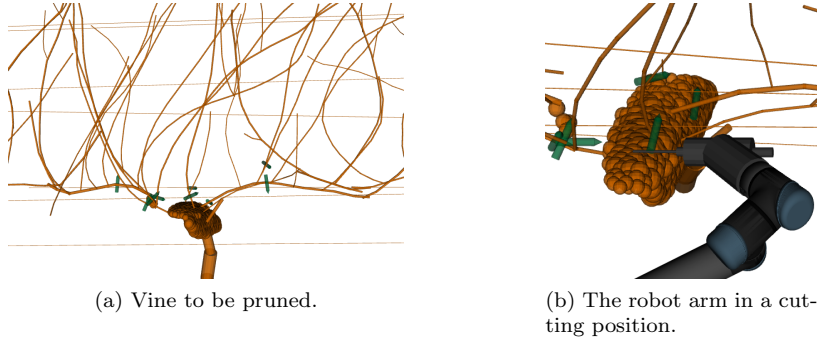 (a) Vine to be pruned.
(b) The robot arm in a cut-
ting position.